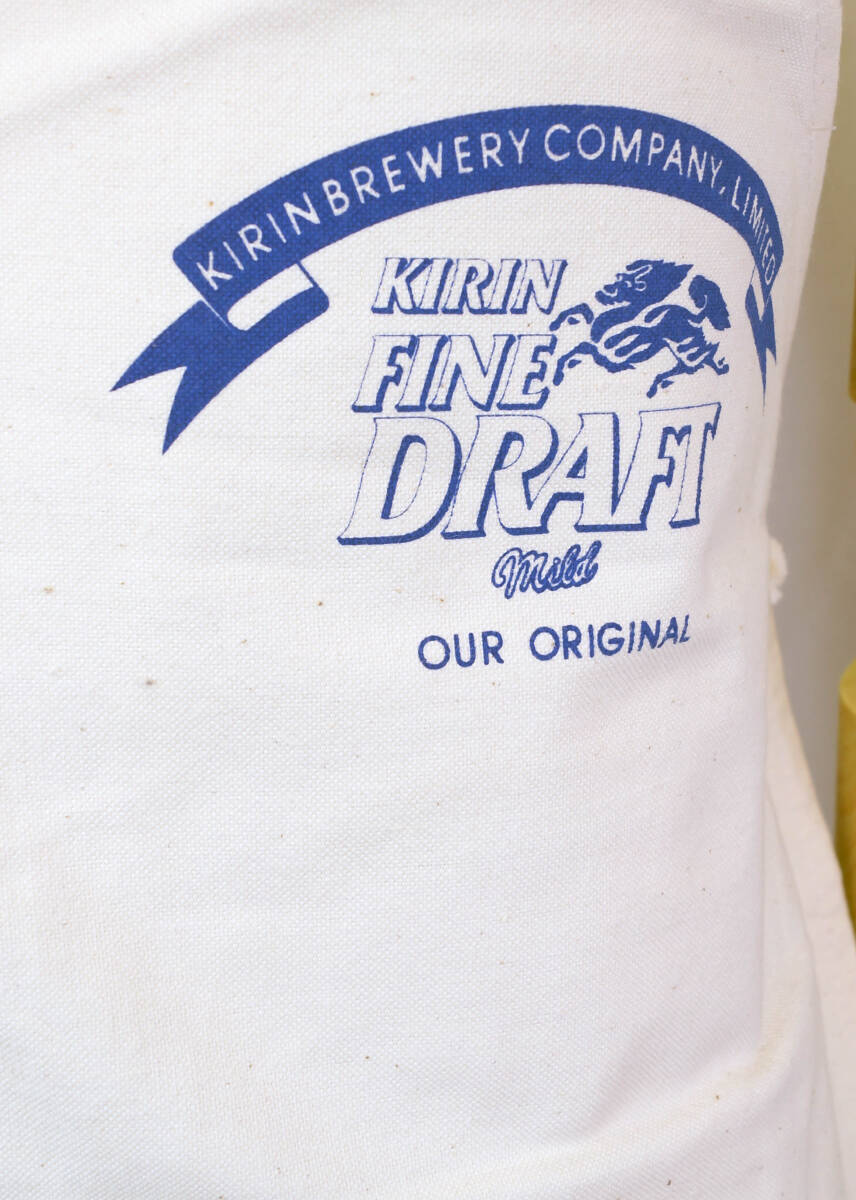 KIRIN BREWERY COMPANY, LIMITED
KIRIN
FINE
DRAFT
Mild
OUR ORIGINAL